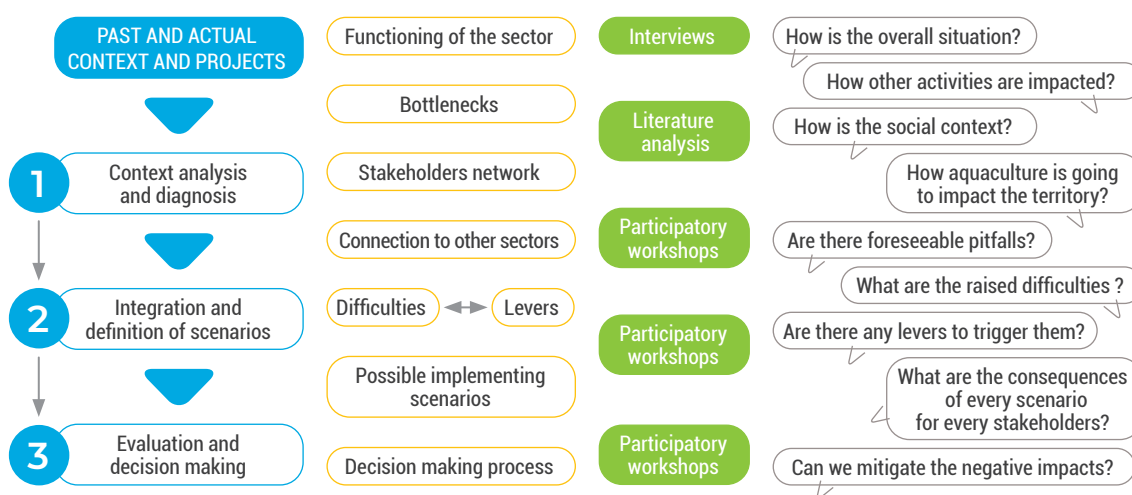 PAST AND ACTUAL
CONTEXT AND PROJECTS
1
Context analysis
and diagnosis
2
Integration and
definition of scenarios
3
Evaluation and
decision making
Functioning of the sector
Bottlenecks
Stakeholders network
Connection to other sectors
Difficulties
Levers
Possible implementing
scenarios
Decision making process
Interviews
Literature
analysis
Participatory
workshops
Participatory
workshops
Participatory
workshops
How is the overall situation?
How other activities are impacted?
How is the social context?
How aquaculture is going
to impact the territory?
Are there foreseeable pitfalls?
What are the raised difficulties ?
Are there any levers to trigger them?
What are the consequences
of every scenario
for every stakeholders?
Can we mitigate the negative impacts?